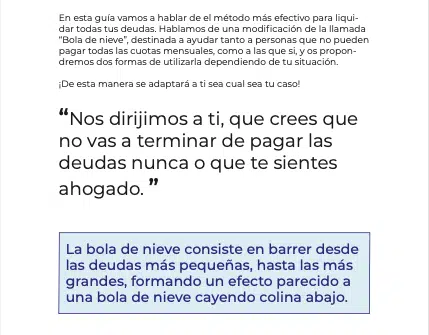 En esta guía vamos a hablar de el método más efectivo para liqui-
dar todas tus deudas. Hablamos de una modificación de la llamada
“Bola de nieve”, destinada a ayudar tanto a personas que no pueden
pagar todas las cuotas mensuales, como a las que si, y os propon-
dremos dos formas de utilizarla dependiendo de tu situación.
¡De esta manera se adaptará a ti sea cual sea tu caso!
“Nos dirijimos a ti, que crees que
no vas a terminar de pagar las
deudas nunca o que te sientes
ahogado. ”
La bola de nieve consiste en barrer desde
las deudas más pequeñas, hasta las más
grandes, formando un efecto parecido a
una bola de nieve cayendo colina abajo.